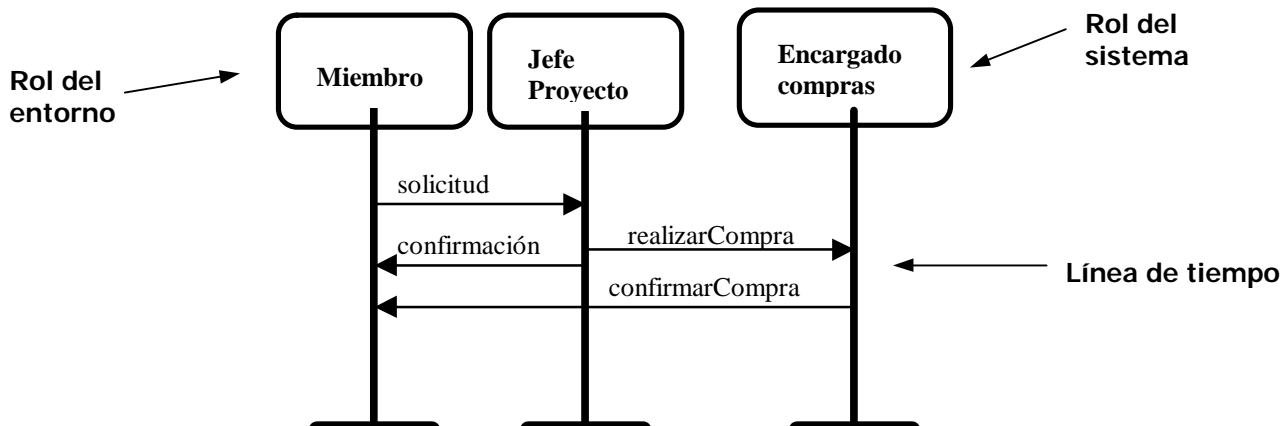 Rol del
entorno
Miembro
Jefe
Proyecto
Encargado
compras
Rol del
sistema
solicitud
realizarCompra
confirmación
confirmarCompra
Línea de tiempo